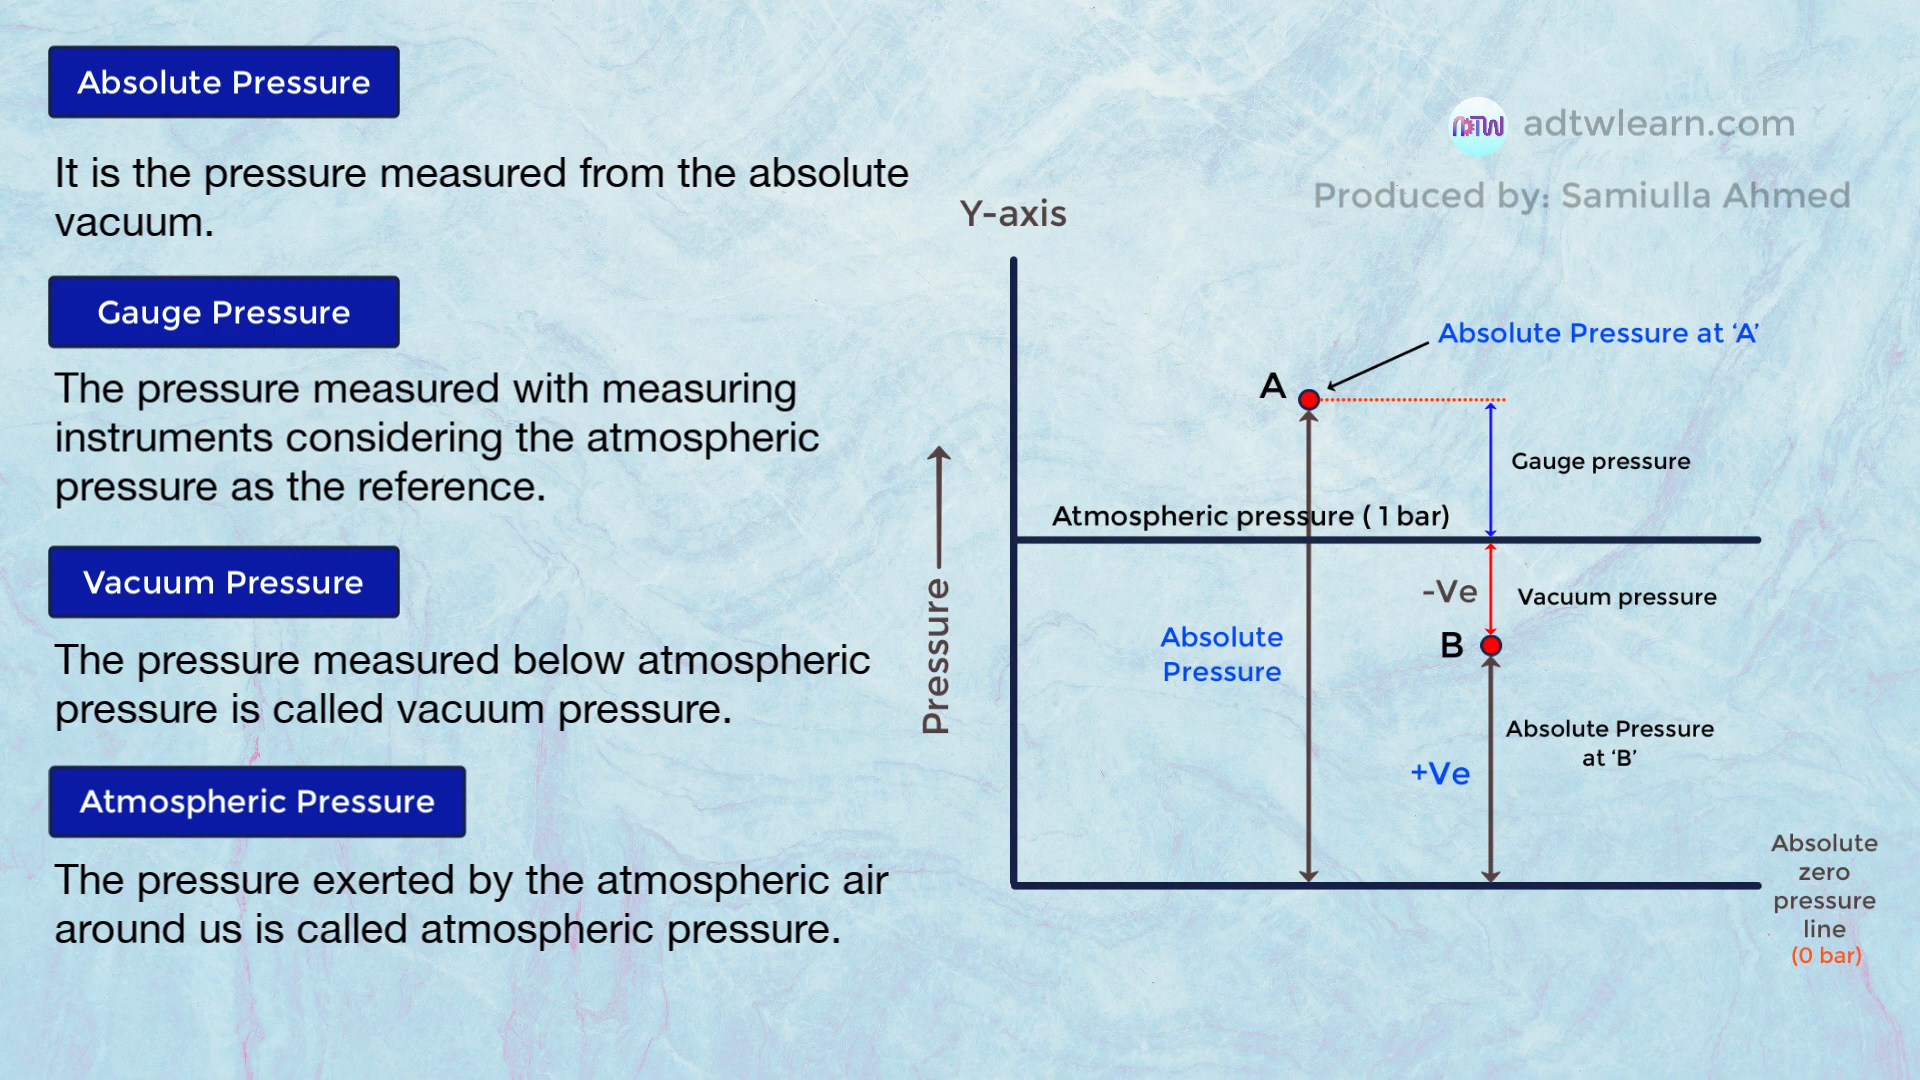 Absolute Pressure
It is the pressure measured from the absolute
vacuum.
Gauge Pressure
The pressure measured with measuring
instruments considering the atmospheric
pressure as the reference.
Vacuum Pressure
The pressure measured below atmospheric
pressure is called vacuum pressure.
Atmospheric Pressure
The pressure exerted by the atmospheric air
around us is called atmospheric pressure.
ADTW adtwlearn.com
Produced by: Samiulla Ahmed
Y-axis
Pressure
Absolute Pressure at ‘A’
A
Gauge pressure
Atmospheric pressure ( 1 bar)
-Ve
Vacuum pressure
B
Absolute
Pressure
Absolute Pressure
at ‘B’
+Ve
Absolute
zero
pressure
line
(0 bar)